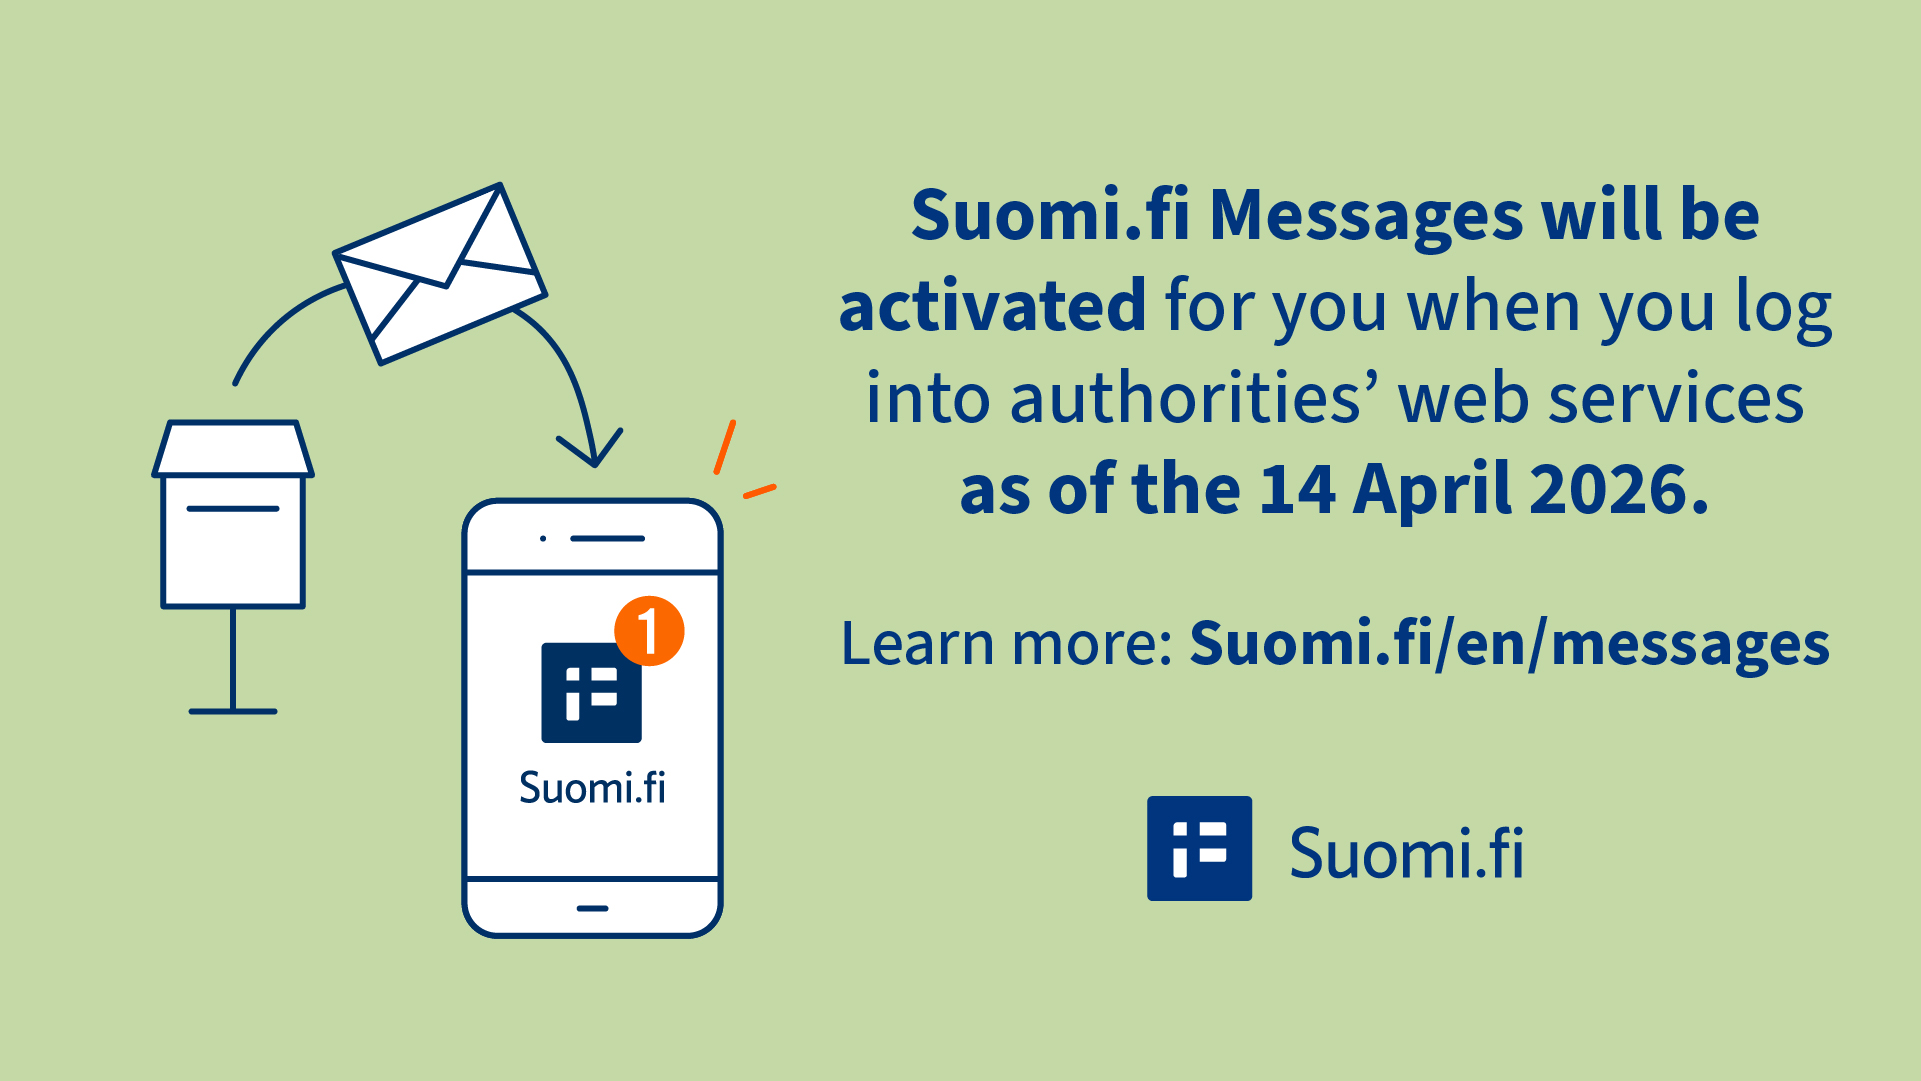 Suomi.fi Messages will be
activated for you when you log
into authorities’ web services
as of the 14 April 2026.
Learn more: Suomi.fi/en/messages
Suomi.fi
1
Suomi.fi